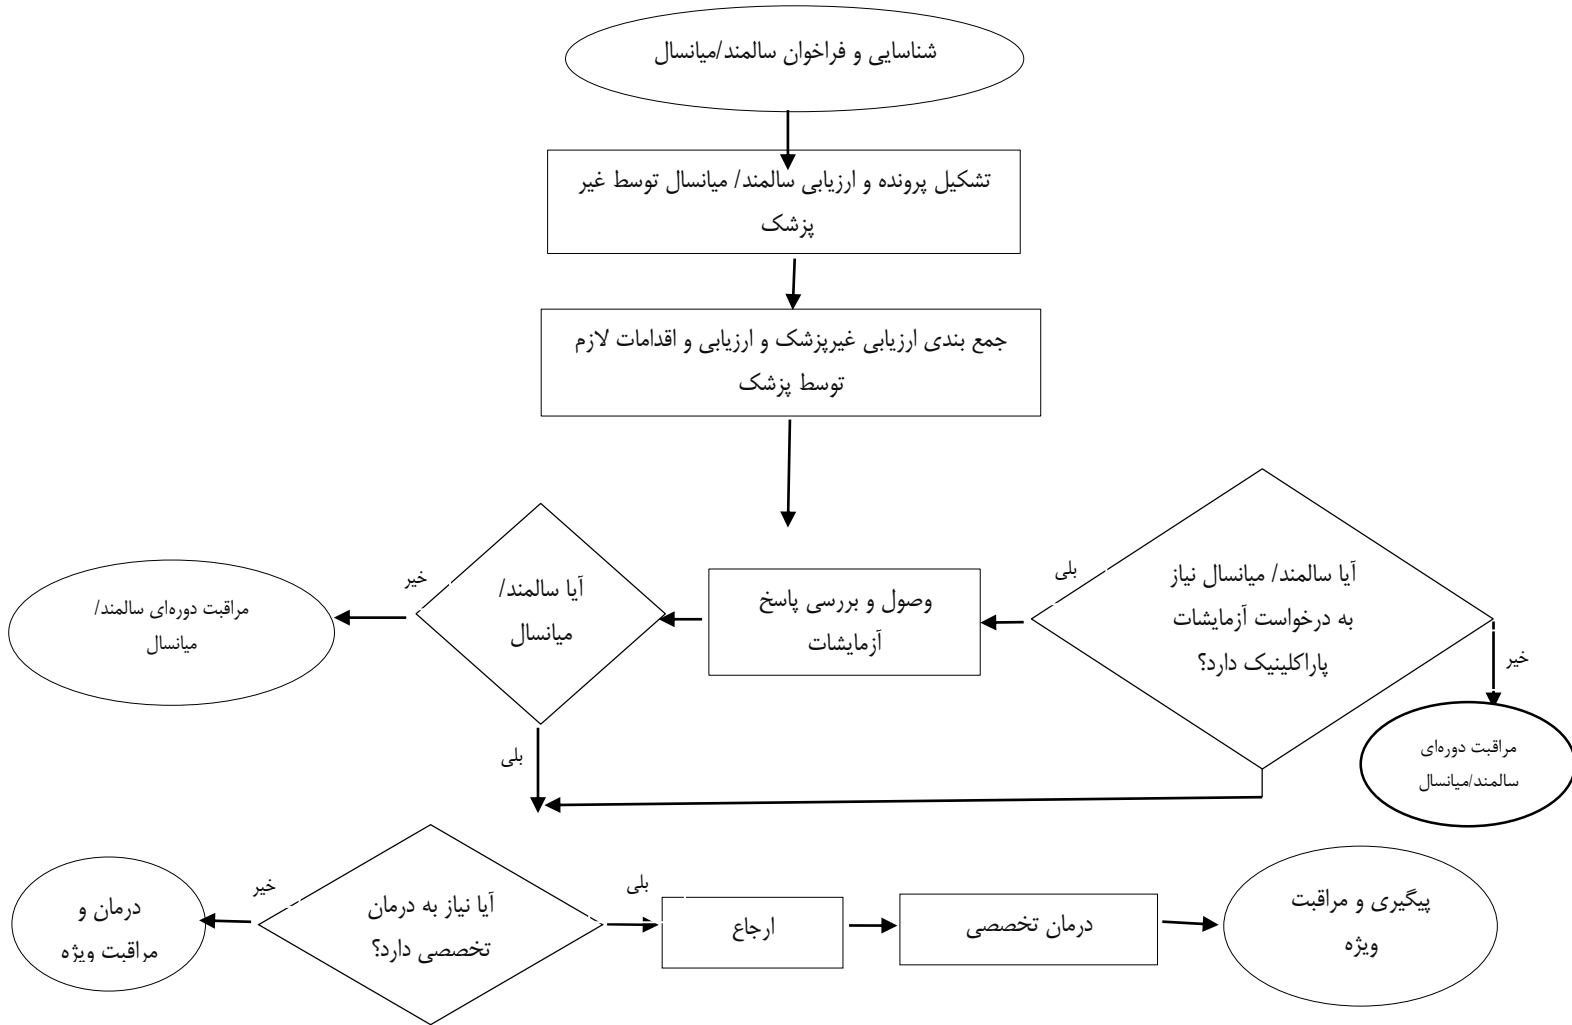 شناسایی و فراخوان سالمند/میانسال
تشکیل پرونده و ارزیابی سالمند/ میانسال توسط غیر
پزشک
جمع بندی ارزیابی غیرپزشک و ارزیابی و اقدامات لازم
توسط پزشک
آیا سالمند/ میانسال نیاز
به درخواست آزمایشات
پاراکلینیک دارد؟
بلی
خیر
مراقبت دوره‌ای
سالمند/میانسال
وصول و بررسی پاسخ
آزمایشات
آیا سالمند/
میانسال
خیر
بلی
مراقبت دوره‌ای سالمند/
میانسال
آیا نیاز به درمان
تخصصی دارد؟
خیر
درمان و
مراقبت ویژه
بلی
ارجاع
درمان تخصصی
پیگیری و مراقبت
ویژه